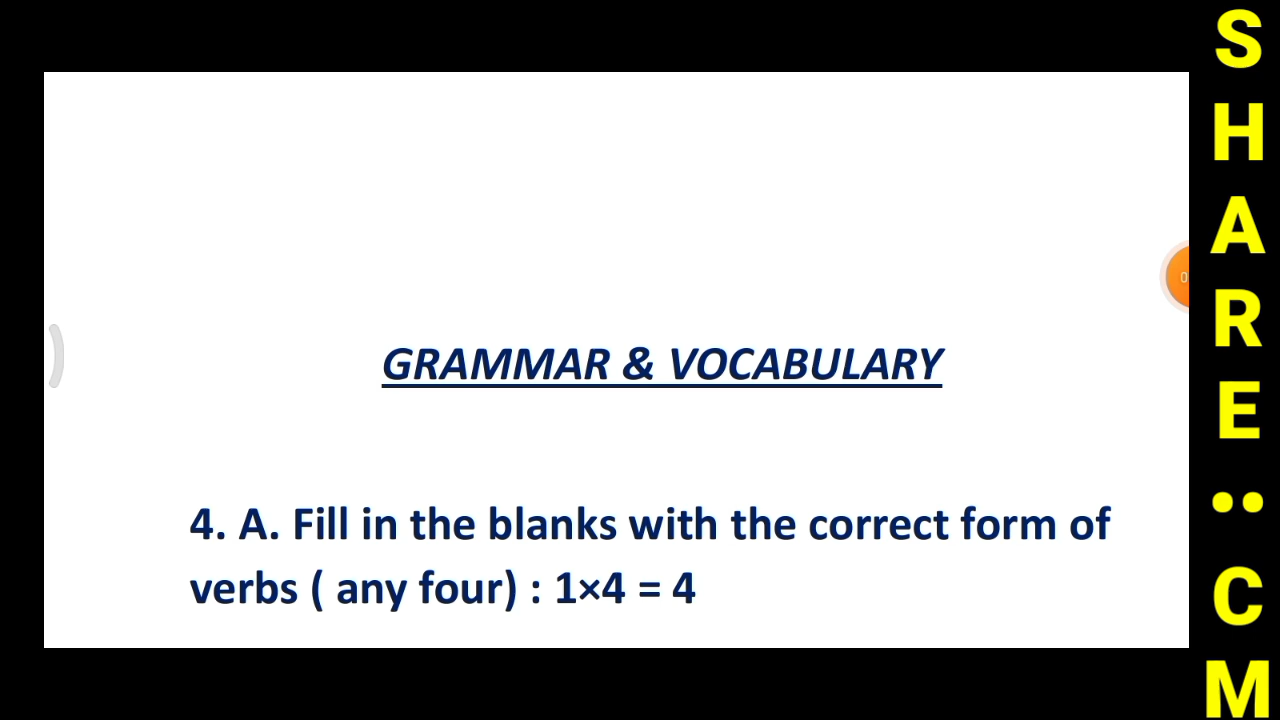 GRAMMAR & VOCABULARY
4. A. Fill in the blanks with the correct form of
verbs ( any four) : 1×4 = 4
0
SHARE : CM